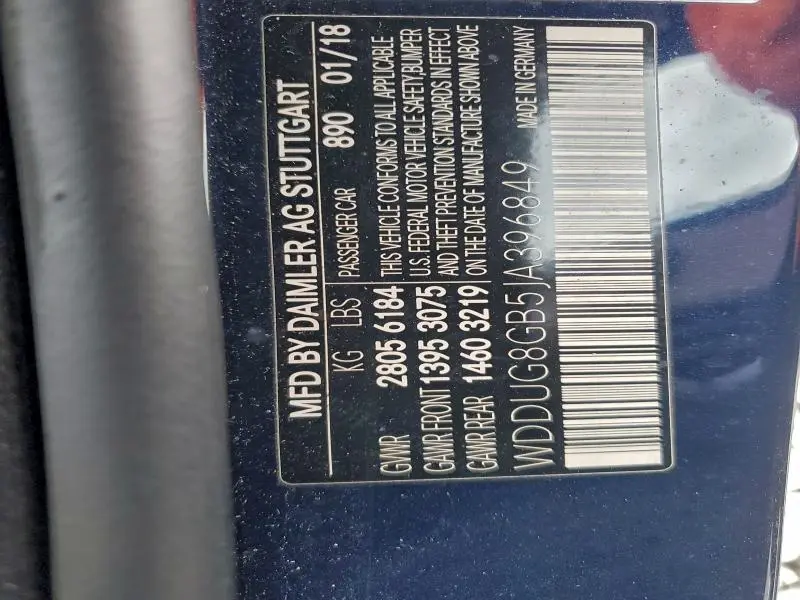 MFD BY DAIMLER AG STUTTGART
KG LBS PASSENGER CAR 890 01/18
GVWR 2805 6184 THIS VEHICLE CONFORMS TO ALL APPLICABLE
GAWR FRONT 1395 3075 U.S. FEDERAL MOTOR VEHICLE SAFETY,BUMPER
AND THEFT PREVENTION STANDARDS IN EFFECT
GAWR REAR 1460 3219 ON THE DATE OF MANUFACTURE SHOWN ABOVE
WDDUG8GB5JA396849 MADE IN GERMANY